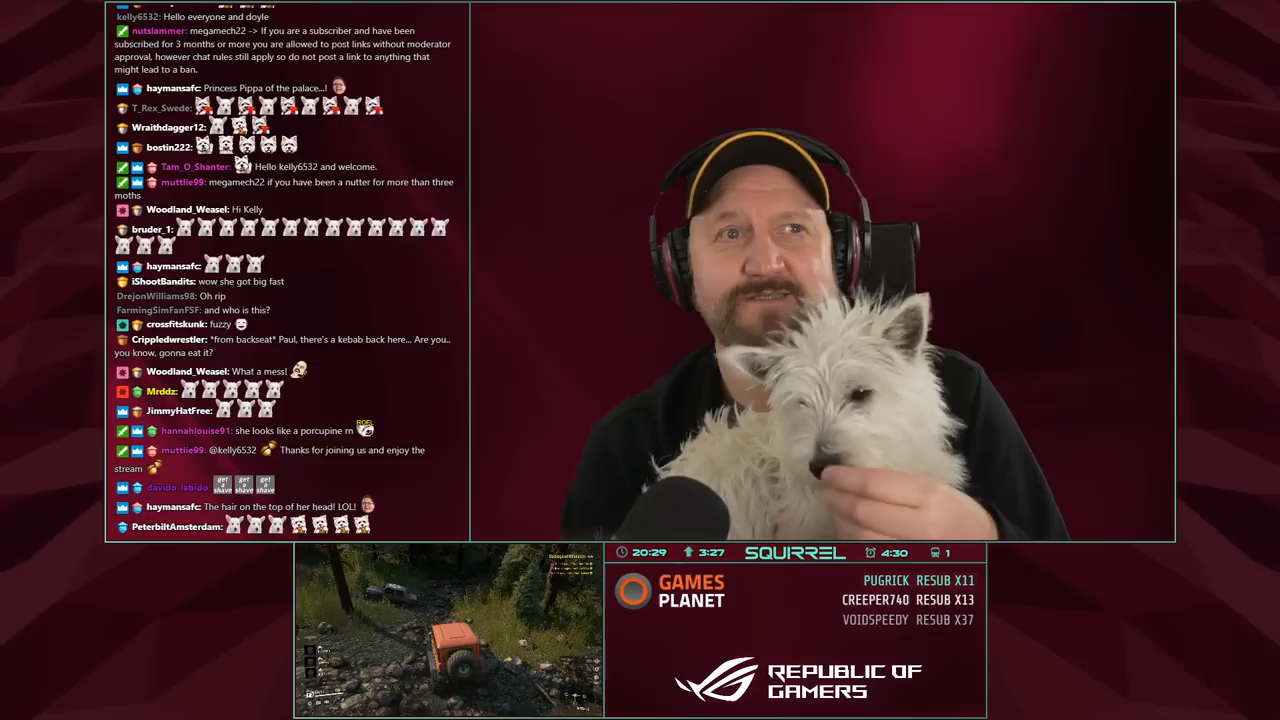 kelly6532: Hello everyone and doyle
nutslammer: megamech22 -> If you are a subscriber and have been
subscribed for 3 months or more you are allowed to post links without moderator
approval, however chat rules still apply so do not post a link to anything that
might lead to a ban.
haymansafc: Princess Pippa of the palace...!
T_Rex_Swede:
Wraithdagger12:
bostin222:
Tam_O_Shanter: Hello kelly6532 and welcome.
muttlie99: megamech22 if you have been a nutter for more than three
moths
Woodland_Weasel: Hi Kelly
bruder_1:
haymansafc:
iShootBandits: wow she got big fast
DrejonWilliams98: Oh rip
FarmingSimFanFSF: and who is this?
crossfitskunk: fuzzy
Crippledwrestler: *from backseat* Paul, there's a kebab back here... Are you..
you know, gonna eat it?
Woodland_Weasel: What a mess!
Mrddz:
JimmyHatFree:
hannahlouise91: she looks like a porcupine rn
muttlie99: @kelly6532 Thanks for joining us and enjoy the
stream
davido_labido: get a shave get a shave get a shave
haymansafc: The hair on the top of her head! LOL!
PeterbiltAmsterdam:
20:29 3:27 SQUIRREL 4:30 1
GAMES
PLANET
PUGRICK RESUB X11
CREEPER740 RESUB X13
VOIDSPEEDY RESUB X37
REPUBLIC OF
GAMERS